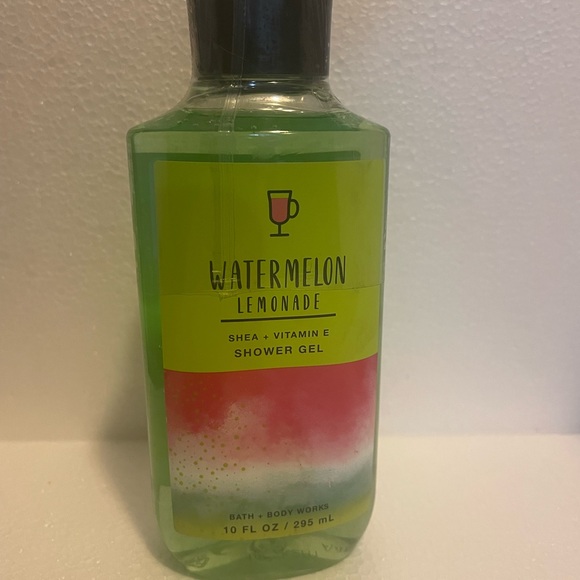 WATERMELON
LEMONADE
SHEA + VITAMIN E
SHOWER GEL
BATH + BODY WORKS
10 FL OZ / 295 mL